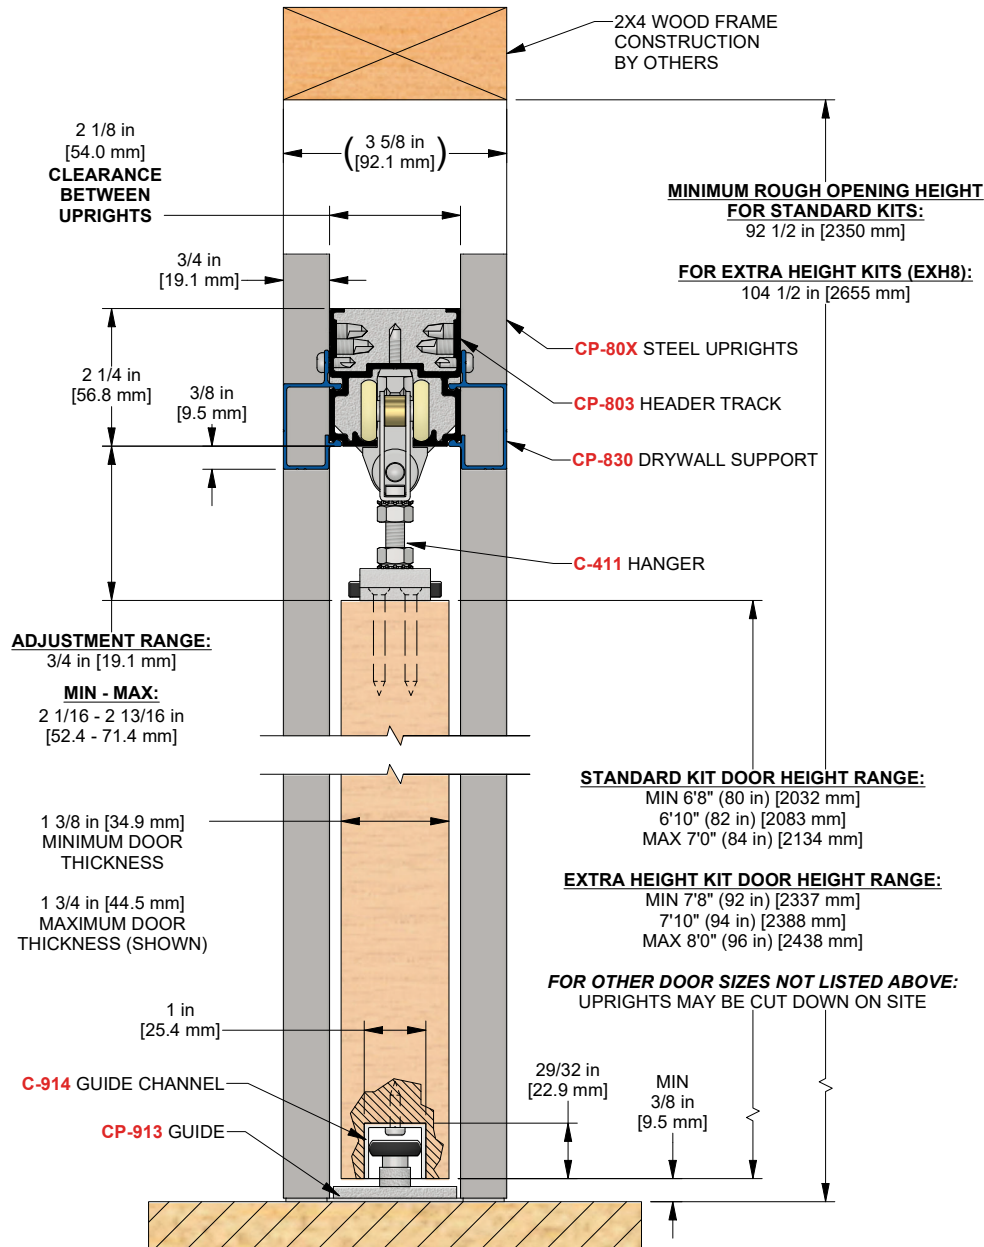 2X4 WOOD FRAME
CONSTRUCTION
BY OTHERS
2 1/8 in
[54.0 mm]
CLEARANCE
BETWEEN
UPRIGHTS
(3 5/8 in
[92.1 mm])
MINIMUM ROUGH OPENING HEIGHT
FOR STANDARD KITS:
92 1/2 in [2350 mm]
FOR EXTRA HEIGHT KITS (EXH8):
104 1/2 in [2655 mm]
3/4 in
[19.1 mm]
CP-80X STEEL UPRIGHTS
2 1/4 in
[56.8 mm]
3/8 in
[9.5 mm]
CP-803 HEADER TRACK
CP-830 DRYWALL SUPPORT
C-411 HANGER
ADJUSTMENT RANGE:
3/4 in [19.1 mm]
MIN - MAX:
2 1/16 - 2 13/16 in
[52.4 - 71.4 mm]
STANDARD KIT DOOR HEIGHT RANGE:
MIN 6'8" (80 in) [2032 mm]
6'10" (82 in) [2083 mm]
MAX 7'0" (84 in) [2134 mm]
1 3/8 in [34.9 mm]
MINIMUM DOOR
THICKNESS
EXTRA HEIGHT KIT DOOR HEIGHT RANGE:
MIN 7'8" (92 in) [2337 mm]
7'10" (94 in) [2388 mm]
MAX 8'0" (96 in) [2438 mm]
1 3/4 in [44.5 mm]
MAXIMUM DOOR
THICKNESS (SHOWN)
FOR OTHER DOOR SIZES NOT LISTED ABOVE:
UPRIGHTS MAY BE CUT DOWN ON SITE
1 in
[25.4 mm]
29/32 in
[22.9 mm]
MIN
3/8 in
[9.5 mm]
C-914 GUIDE CHANNEL
CP-913 GUIDE